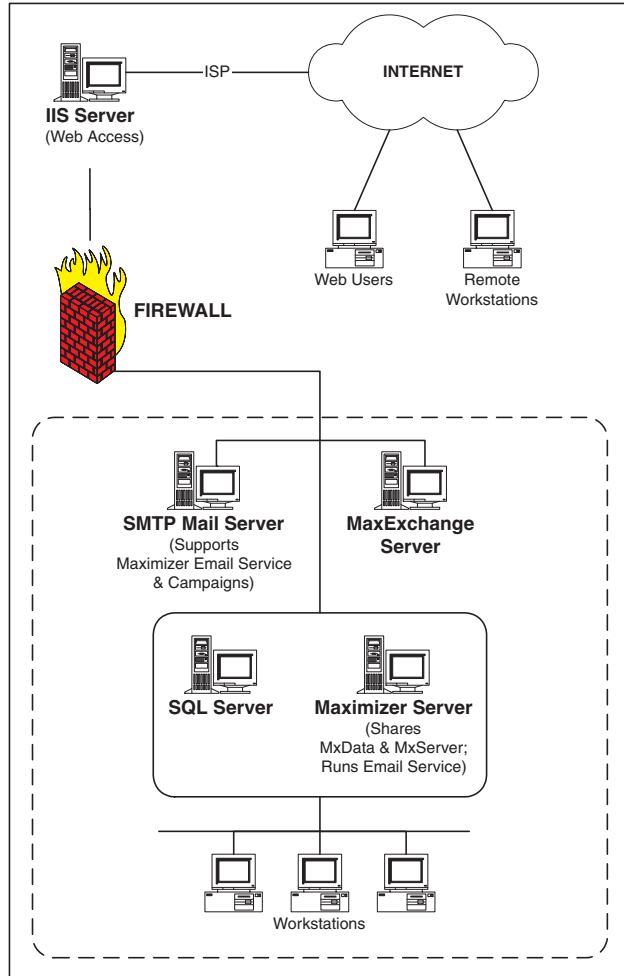 ISP
INTERNET
IIS Server
(Web Access)
Web Users
Remote
Workstations
FIREWALL
SMTP Mail Server
(Supports
Maximizer Email Service
& Campaigns)
MaxExchange
Server
SQL Server
Maximizer Server
(Shares
MxData & MxServer;
Runs Email Service)
Workstations